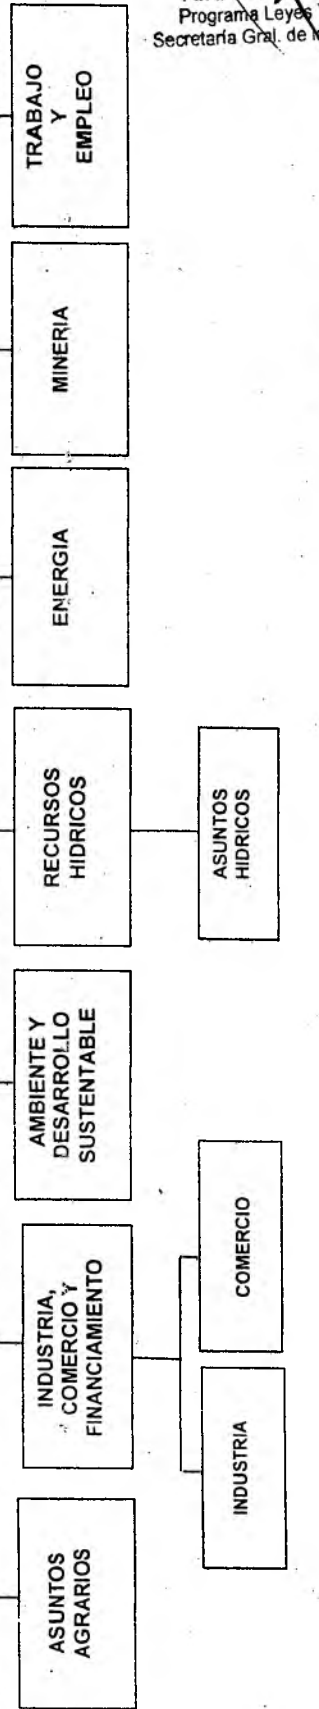 ASUNTOS
AGRARIOS
INDUSTRIA,
COMERCIO Y
FINANCIAMIENTO
AMBIENTE Y
DESARROLLO
SUSTENTABLE
RECURSOS
HIDRICOS
ENERGIA
MINERIA
TRABAJO
Y
EMPLEO
INDUSTRIA
COMERCIO
ASUNTOS
HIDRICOS
Programa Leyes
Secretaría Gral. de